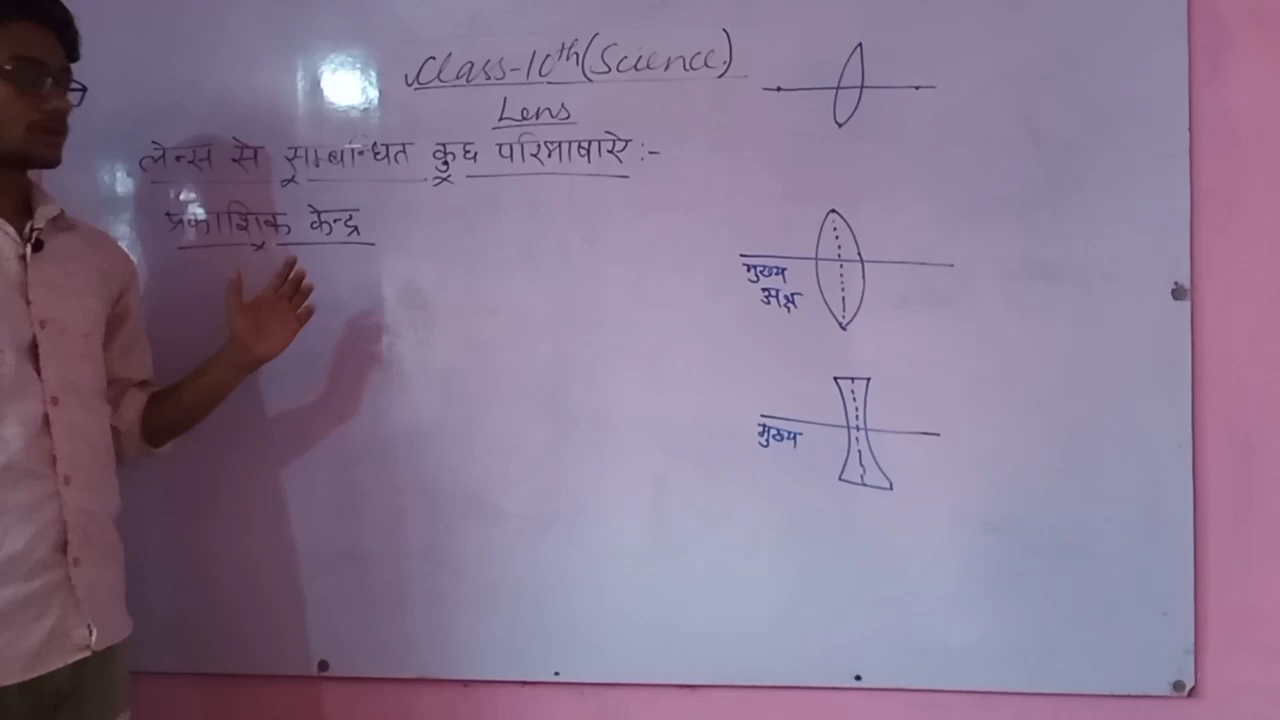 Class-10th (Science)
Lens
लेन्स से सम्बन्धित कुछ परिभाषाऐ :-
प्रकाशिक केन्द्र
मुख्य
अक्ष
मुख्य